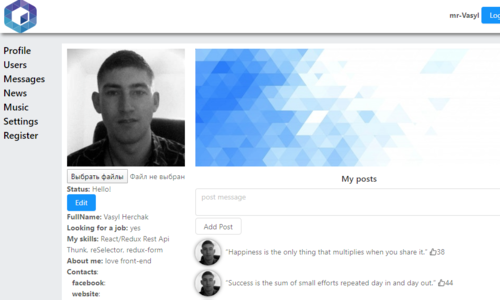 mr-Vasyl
Log
Profile
Users
Messages
News
Music
Settings
Register
Выбрать файлы Файл не выбран
Status: Hello!
Edit
FullName: Vasyl Herchak
Looking for a job: yes
My skills: React/Redux Rest Api
Thunk, reSelector, redux-form
About me: love front-end
Contacts:
facebook:
website:
My posts
post message
Add Post
"Happiness is the only thing that multiplies when you share it." 38
"Success is the sum of small efforts repeated day in and day out." 44